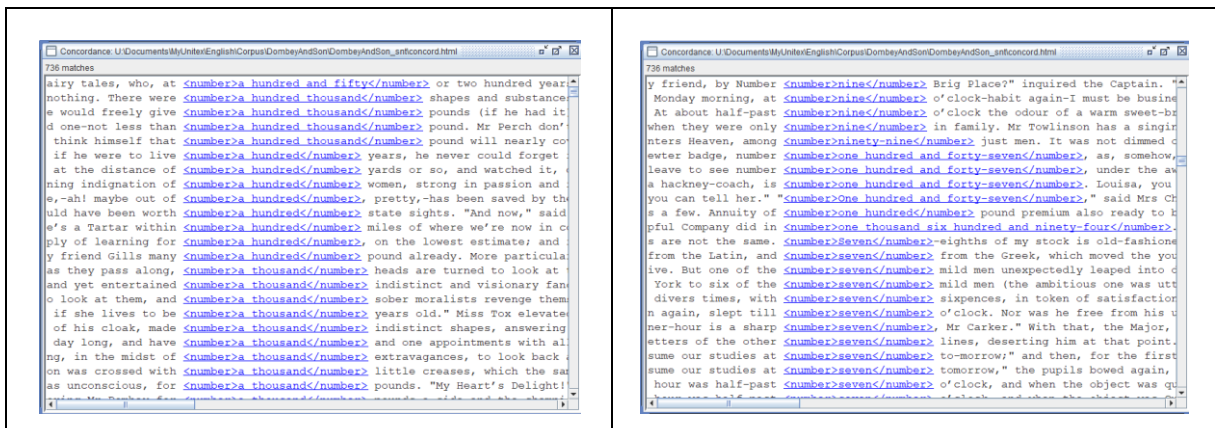 Concordance: U:\Documents\MyUnitex\English\Corpus\DombeyAndSon\DombeyAndSon_snt\concord.html
736 matches
airy tales, who, at <number>a hundred and fifty</number> or two hundred year
nothing. There were <number>a hundred thousand</number> shapes and substance
e would freely give <number>a hundred thousand</number> pounds (if he had it
d one-not less than <number>a hundred thousand</number> pound. Mr Perch don'
think himself that <number>a hundred thousand</number> pound will nearly co
if he were to live <number>a hundred</number> years, he never could forget
at the distance of <number>a hundred</number> yards or so, and watched it,
ning indignation of <number>a hundred</number> women, strong in passion and
e,-ah! maybe out of <number>a hundred</number>, pretty,-has been saved by the
uld have been worth <number>a hundred</number> state sights. "And now," said
e's a Tartar within <number>a hundred</number> miles of where we're now in c
ply of learning for <number>a hundred</number>, on the lowest estimate; and
y friend Gills many <number>a hundred</number> pound already. More particula
as they pass along, <number>a thousand</number> heads are turned to look at
and yet entertained <number>a thousand</number> indistinct and visionary fan
o look at them, and <number>a thousand</number> sober moralists revenge them
if she lives to be <number>a thousand</number> years old." Miss Tox elevate
of his cloak, made <number>a thousand</number> indistinct shapes, answering
day long, and have <number>a thousand</number> and one appointments with al
ng, in the midst of <number>a thousand</number> extravagances, to look back
on was crossed with <number>a thousand</number> little creases, which the sa
as unconscious, for <number>a thousand</number> pounds. "My Heart's Delight!
Concordance: U:\Documents\MyUnitex\English\Corpus\DombeyAndSon\DombeyAndSon_snt\concord.html
736 matches
y friend, by Number <number>nine</number> Brig Place?" inquired the Captain. "
Monday morning, at <number>nine</number> o'clock-habit again-I must be busine
At about half-past <number>nine</number> o'clock the odour of a warm sweet-br
when they were only <number>nine</number> in family. Mr Towlinson has a singin
nters Heaven, among <number>ninety-nine</number> just men. It was not dimmed
ewter badge, number <number>one hundred and forty-seven</number>, as, somehow,
leave to see number <number>one hundred and forty-seven</number>, under the aw
a hackney-coach, is <number>one hundred and forty-seven</number>. Louisa, you
you can tell her." "<number>One hundred and forty-seven</number>," said Mrs Ch
s a few. Annuity of <number>one hundred</number> pound premium also ready to b
pful Company did in <number>one thousand six hundred and ninety-four</number>.
s are not the same. <number>Seven</number>-eighths of my stock is old-fashione
from the Latin, and <number>seven</number> from the Greek, which moved the you
ive. But one of the <number>seven</number> mild men unexpectedly leaped into
York to six of the <number>seven</number> mild men (the ambitious one was utt
divers times, with <number>seven</number> sixpences, in token of satisfaction
n again, slept till <number>seven</number> o'clock. Nor was he free from his
ner-hour is a sharp <number>seven</number>, Mr Carker." With that, the Major,
etters of the other <number>seven</number> lines, deserting him at that point.
sume our studies at <number>seven</number> to-morrow;" and then, for the first
sume our studies at <number>seven</number> tomorrow," the pupils bowed again,
hour was half-past <number>seven</number> o'clock, and when the object was qu